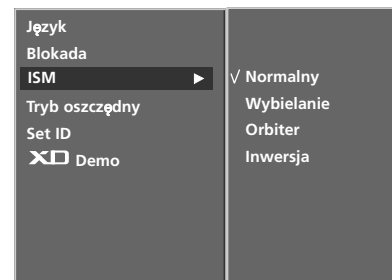 Język
Blokada
ISM ▶
Tryb oszczędny
Set ID
XD Demo
√ Normalny
Wybielanie
Orbiter
Inwersja